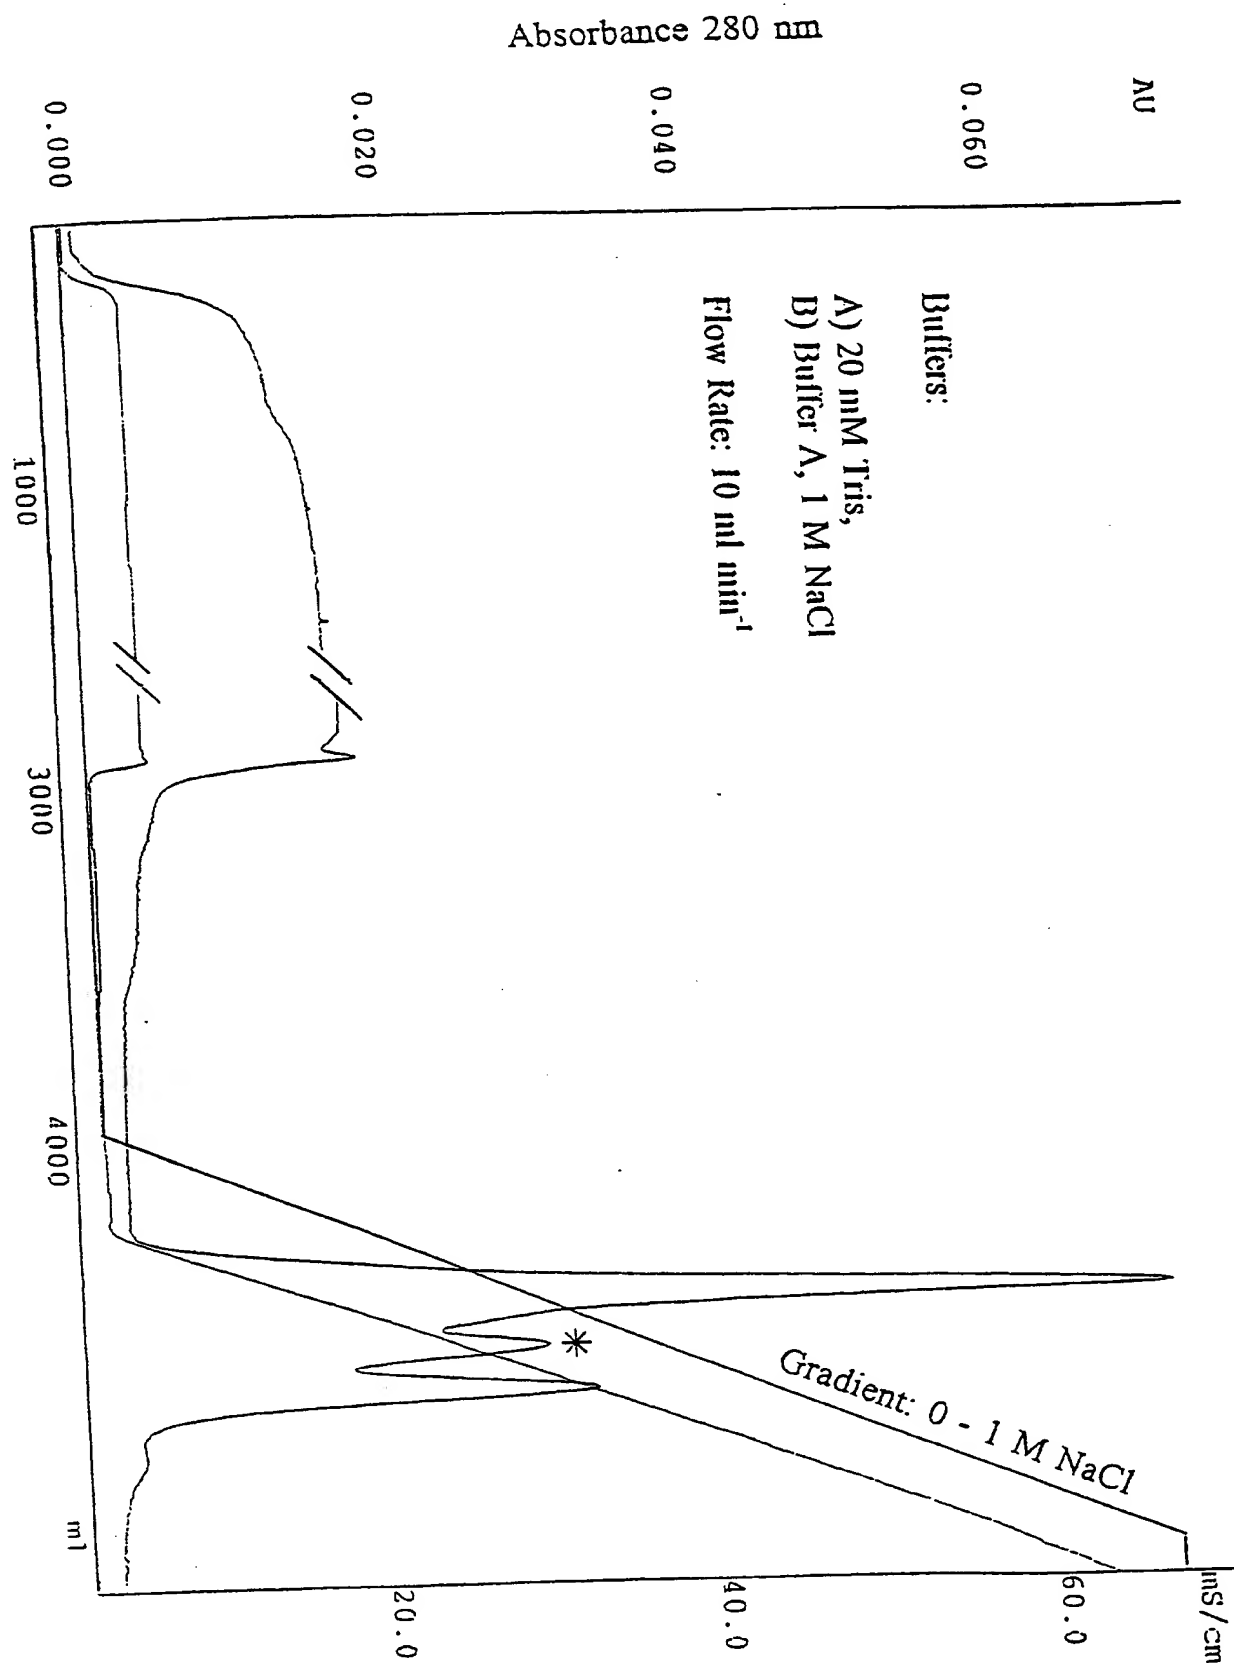 Absorbance 280 nm
AU
0.060
0.040
0.020
0.000
Buffers:
A) 20 mM Tris,
B) Buffer A, 1 M NaCl
Flow Rate: 10 ml min⁻¹
1000
3000
4000
ml
*
Gradient: 0 - 1 M NaCl
mS/cm
60.0
40.0
20.0